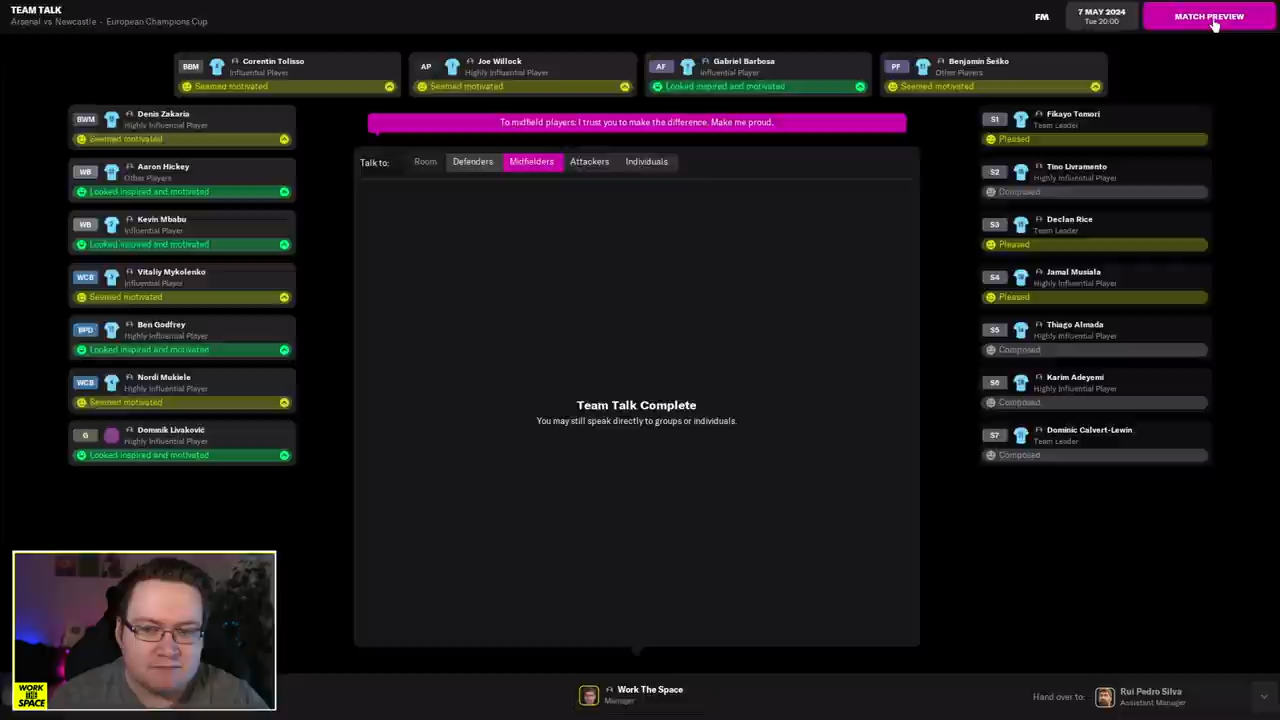 TEAM TALK
Arsenal vs Newcastle - European Champions Cup
FM
7 MAY 2024
Tue 20:00
MATCH PREVIEW
BBM
Corentin Tolisso
Influential Player
Seemed motivated
AP
Joe Willock
Highly Influential Player
Seemed motivated
AF
Gabriel Barbosa
Influential Player
Looked inspired and motivated
PF
Benjamin Šeško
Other Players
Seemed motivated
BWM
Denis Zakaria
Highly Influential Player
Seemed motivated
WB
Aaron Hickey
Other Players
Looked inspired and motivated
WB
Kevin Mbabu
Influential Player
Looked inspired and motivated
WCB
Vitaliy Mykolenko
Influential Player
Seemed motivated
BPD
Ben Godfrey
Highly Influential Player
Looked inspired and motivated
WCB
Nordi Mukiele
Highly Influential Player
Seemed motivated
G
Dominik Livaković
Highly Influential Player
Looked inspired and motivated
To midfield players: I trust you to make the difference. Make me proud.
Talk to: Room Defenders Midfielders Attackers Individuals
Team Talk Complete
You may still speak directly to groups or individuals.
S1
Fikayo Tomori
Team Leader
Pleased
S2
Tino Livramento
Highly Influential Player
Composed
S3
Declan Rice
Team Leader
Pleased
S4
Jamal Musiala
Highly Influential Player
Pleased
S5
Thiago Almada
Highly Influential Player
Composed
S6
Karim Adeyemi
Highly Influential Player
Composed
S7
Dominic Calvert-Lewin
Team Leader
Composed
WORK
THE
SPACE
Work The Space
Manager
Hand over to:
Rui Pedro Silva
Assistant Manager